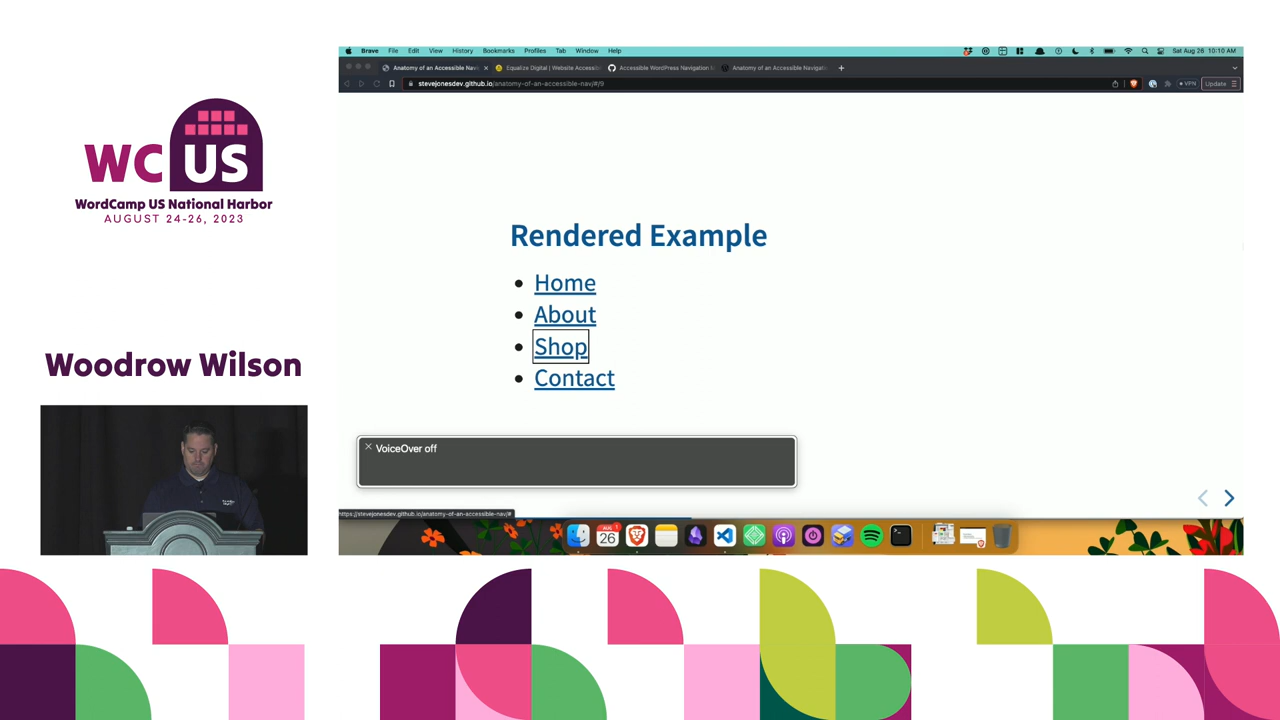 WC US
WordCamp US National Harbor
AUGUST 24-26, 2023
Woodrow Wilson
Brave File Edit View History Bookmarks Profiles Tab Window Help
Sat Aug 26 10:10 AM
Anatomy of an Accessible Nav
Equalize Digital | Website Accessib
Accessible WordPress Navigation
Anatomy of an Accessible Navigat
stevejonesdev.github.io/anatomy-of-an-accessible-nav/#/9
VPN
Update
Rendered Example
Home
About
Shop
Contact
VoiceOver off
https://stevejonesdev.github.io/anatomy-of-an-accessible-nav/#
AUG
26